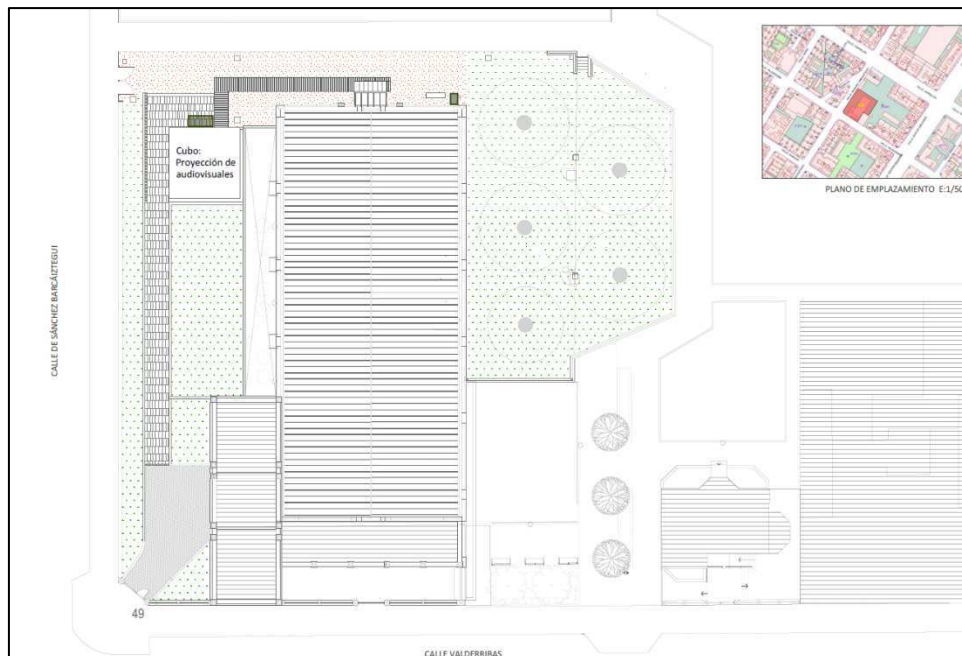 Cubo:
Proyección de
audiovisuales
PLANO DE EMPLAZAMIENTO E:1/50
CALLE DE SÁNCHEZ BARCÁIZTEGUI
49
CALLE VALDERRIBAS